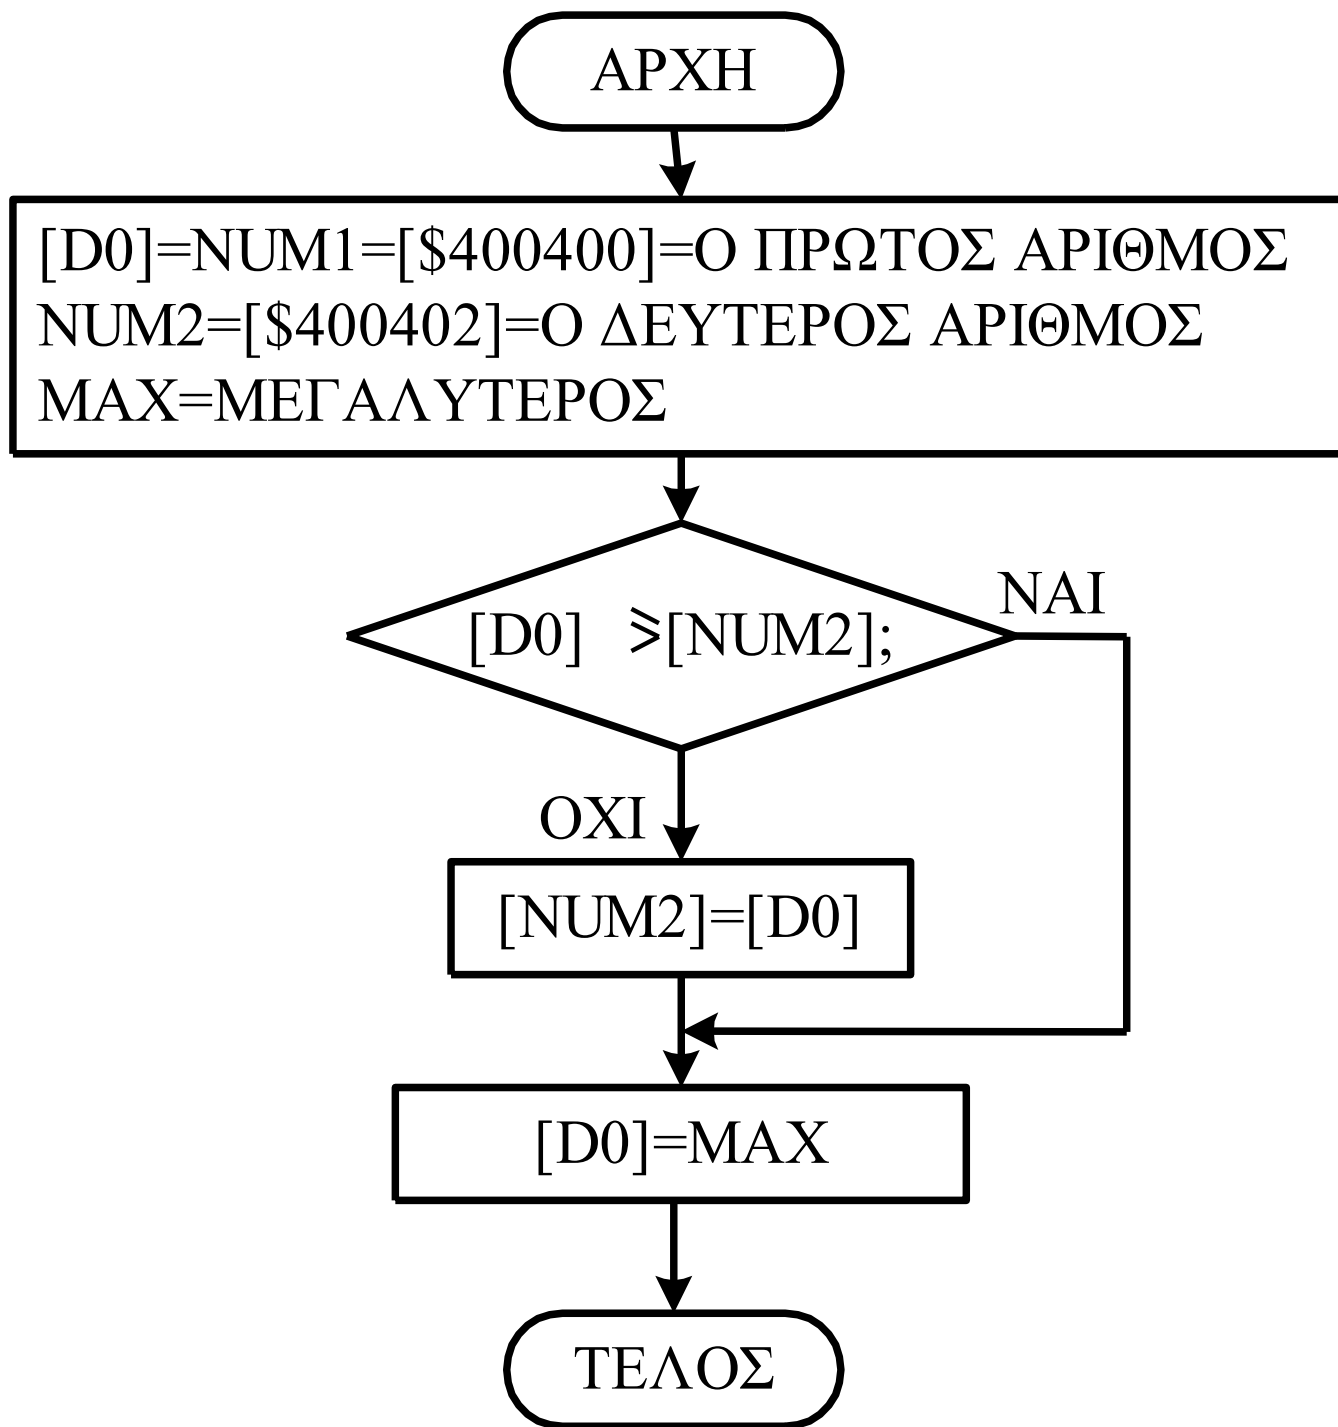 ΑΡΧΗ
[D0]=NUM1=[$400400]=Ο ΠΡΩΤΟΣ ΑΡΙΘΜΟΣ
NUM2=[$400402]=Ο ΔΕΥΤΕΡΟΣ ΑΡΙΘΜΟΣ
MAX=ΜΕΓΑΛΥΤΕΡΟΣ
[D0] ⩾[NUM2];
ΝΑΙ
ΟΧΙ
[NUM2]=[D0]
[D0]=MAX
ΤΕΛΟΣ